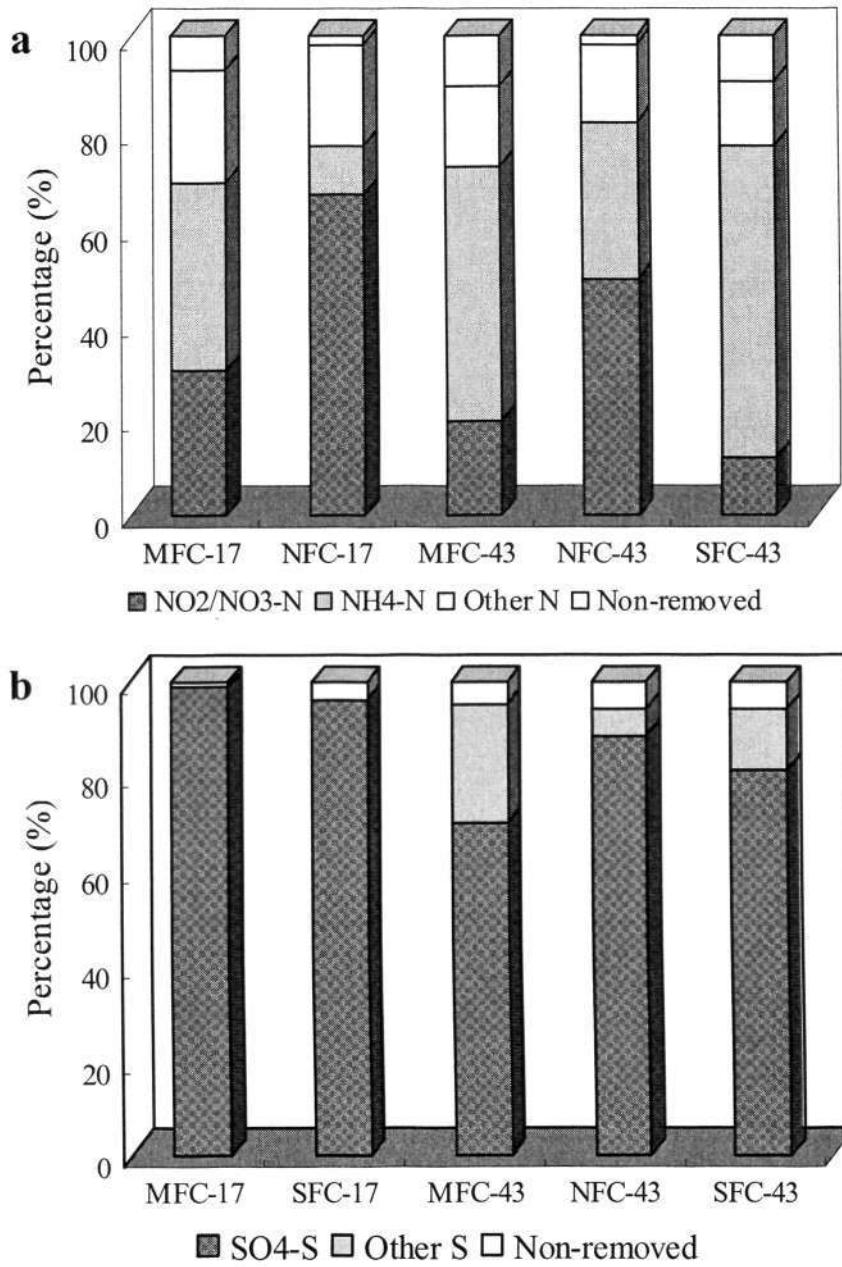 a
Percentage (%)
100
80
60
40
20
0
MFC-17 NFC-17 MFC-43 NFC-43 SFC-43
NO2/NO3-N NH4-N Other N Non-removed
b
Percentage (%)
100
80
60
40
20
0
MFC-17 SFC-17 MFC-43 NFC-43 SFC-43
SO4-S Other S Non-removed